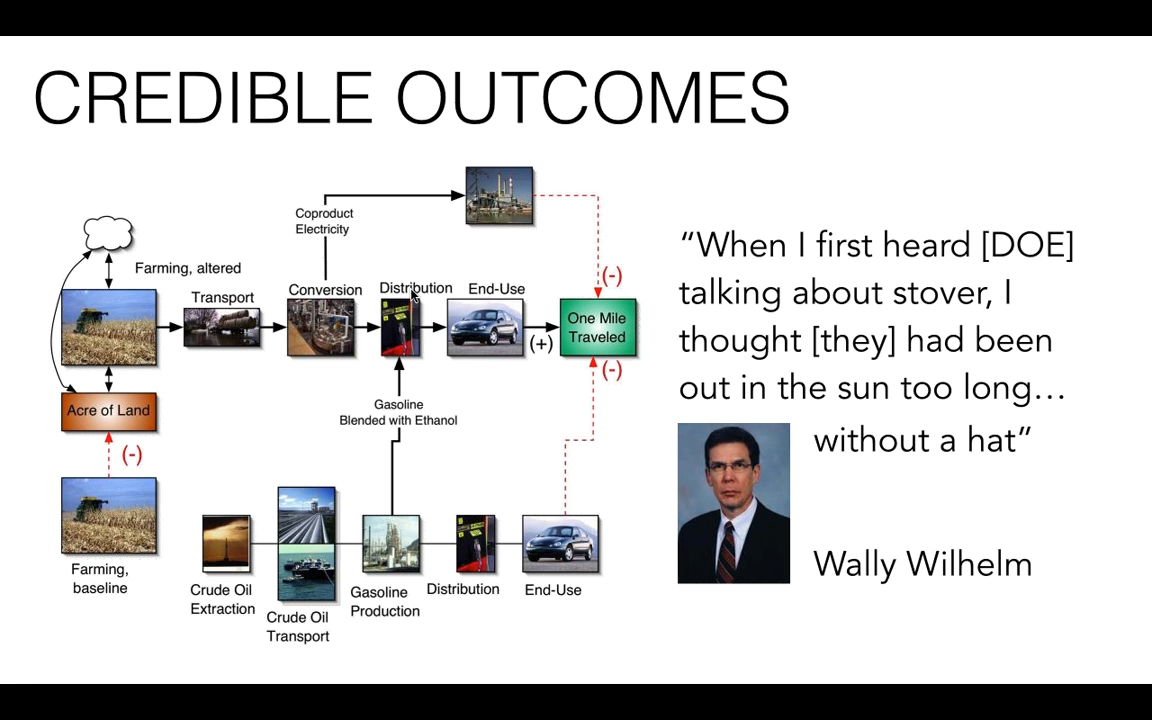 CREDIBLE OUTCOMES
Coproduct
Electricity
Farming, altered
Transport
Conversion
Distribution
End-Use
(-)
One Mile
Traveled
(+)
(-)
Acre of Land
Gasoline
Blended with Ethanol
(-)
Farming,
baseline
Crude Oil
Extraction
Crude Oil
Transport
Gasoline
Production
Distribution
End-Use
“When I first heard [DOE]
talking about stover, I
thought [they] had been
out in the sun too long…
without a hat”
Wally Wilhelm